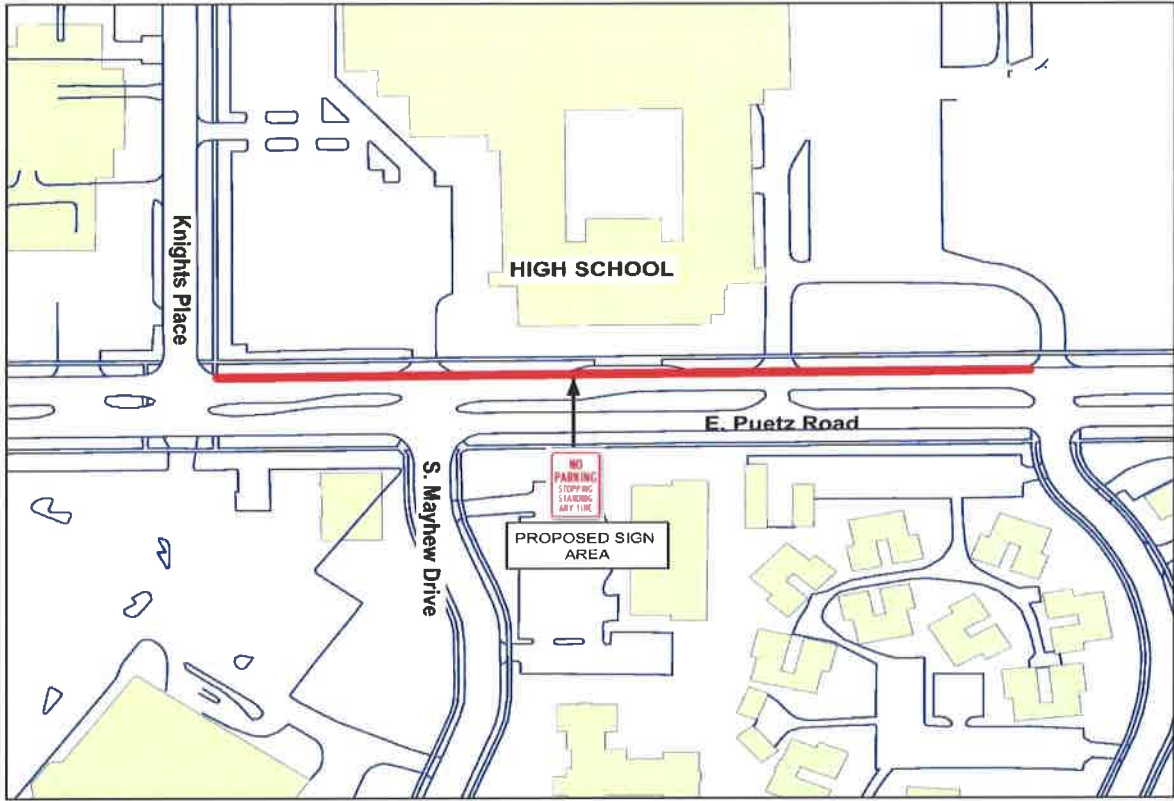 Knights Place
HIGH SCHOOL
E. Puetz Road
S. Mayhew Drive
NO
PARKING
STOPPING
STANDING
ANY TIME
PROPOSED SIGN
AREA